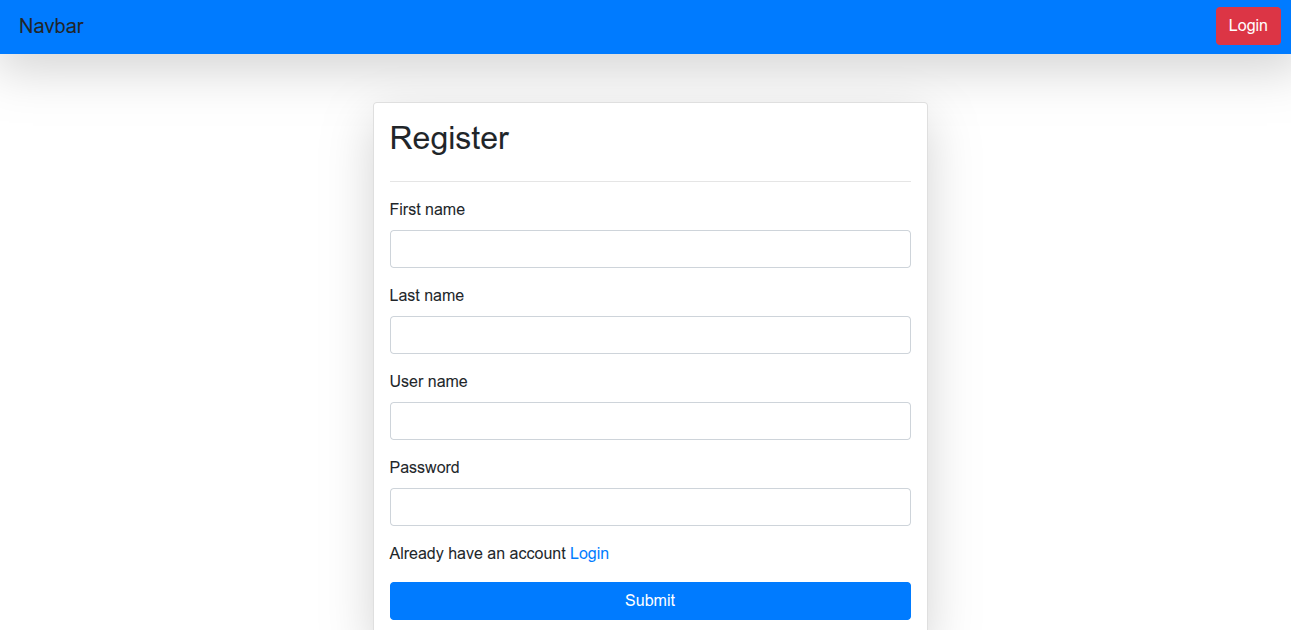 Navbar
Login
Register
First name
Last name
User name
Password
Already have an account Login
Submit